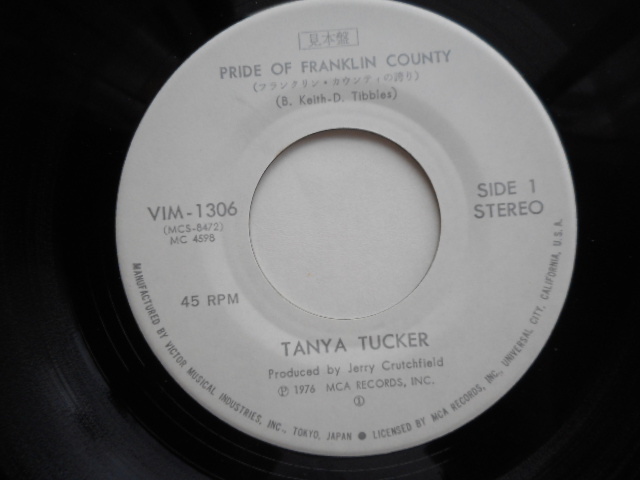 見本盤
PRIDE OF FRANKLIN COUNTY
(フランクリン・カウンティの誇り)
(B. Keith-D. Tibbles)
VIM-1306
(MCS-8472)
MC 4598
SIDE 1
STEREO
45 RPM
TANYA TUCKER
Produced by Jerry Crutchfield
Ⓟ 1976 MCA RECORDS, INC.
Ⓘ
MANUFACTURED BY VICTOR MUSICAL INDUSTRIES, INC., TOKYO, JAPAN ● LICENSED BY MCA RECORDS, INC., UNIVERSAL CITY, CALIFORNIA, U.S.A.